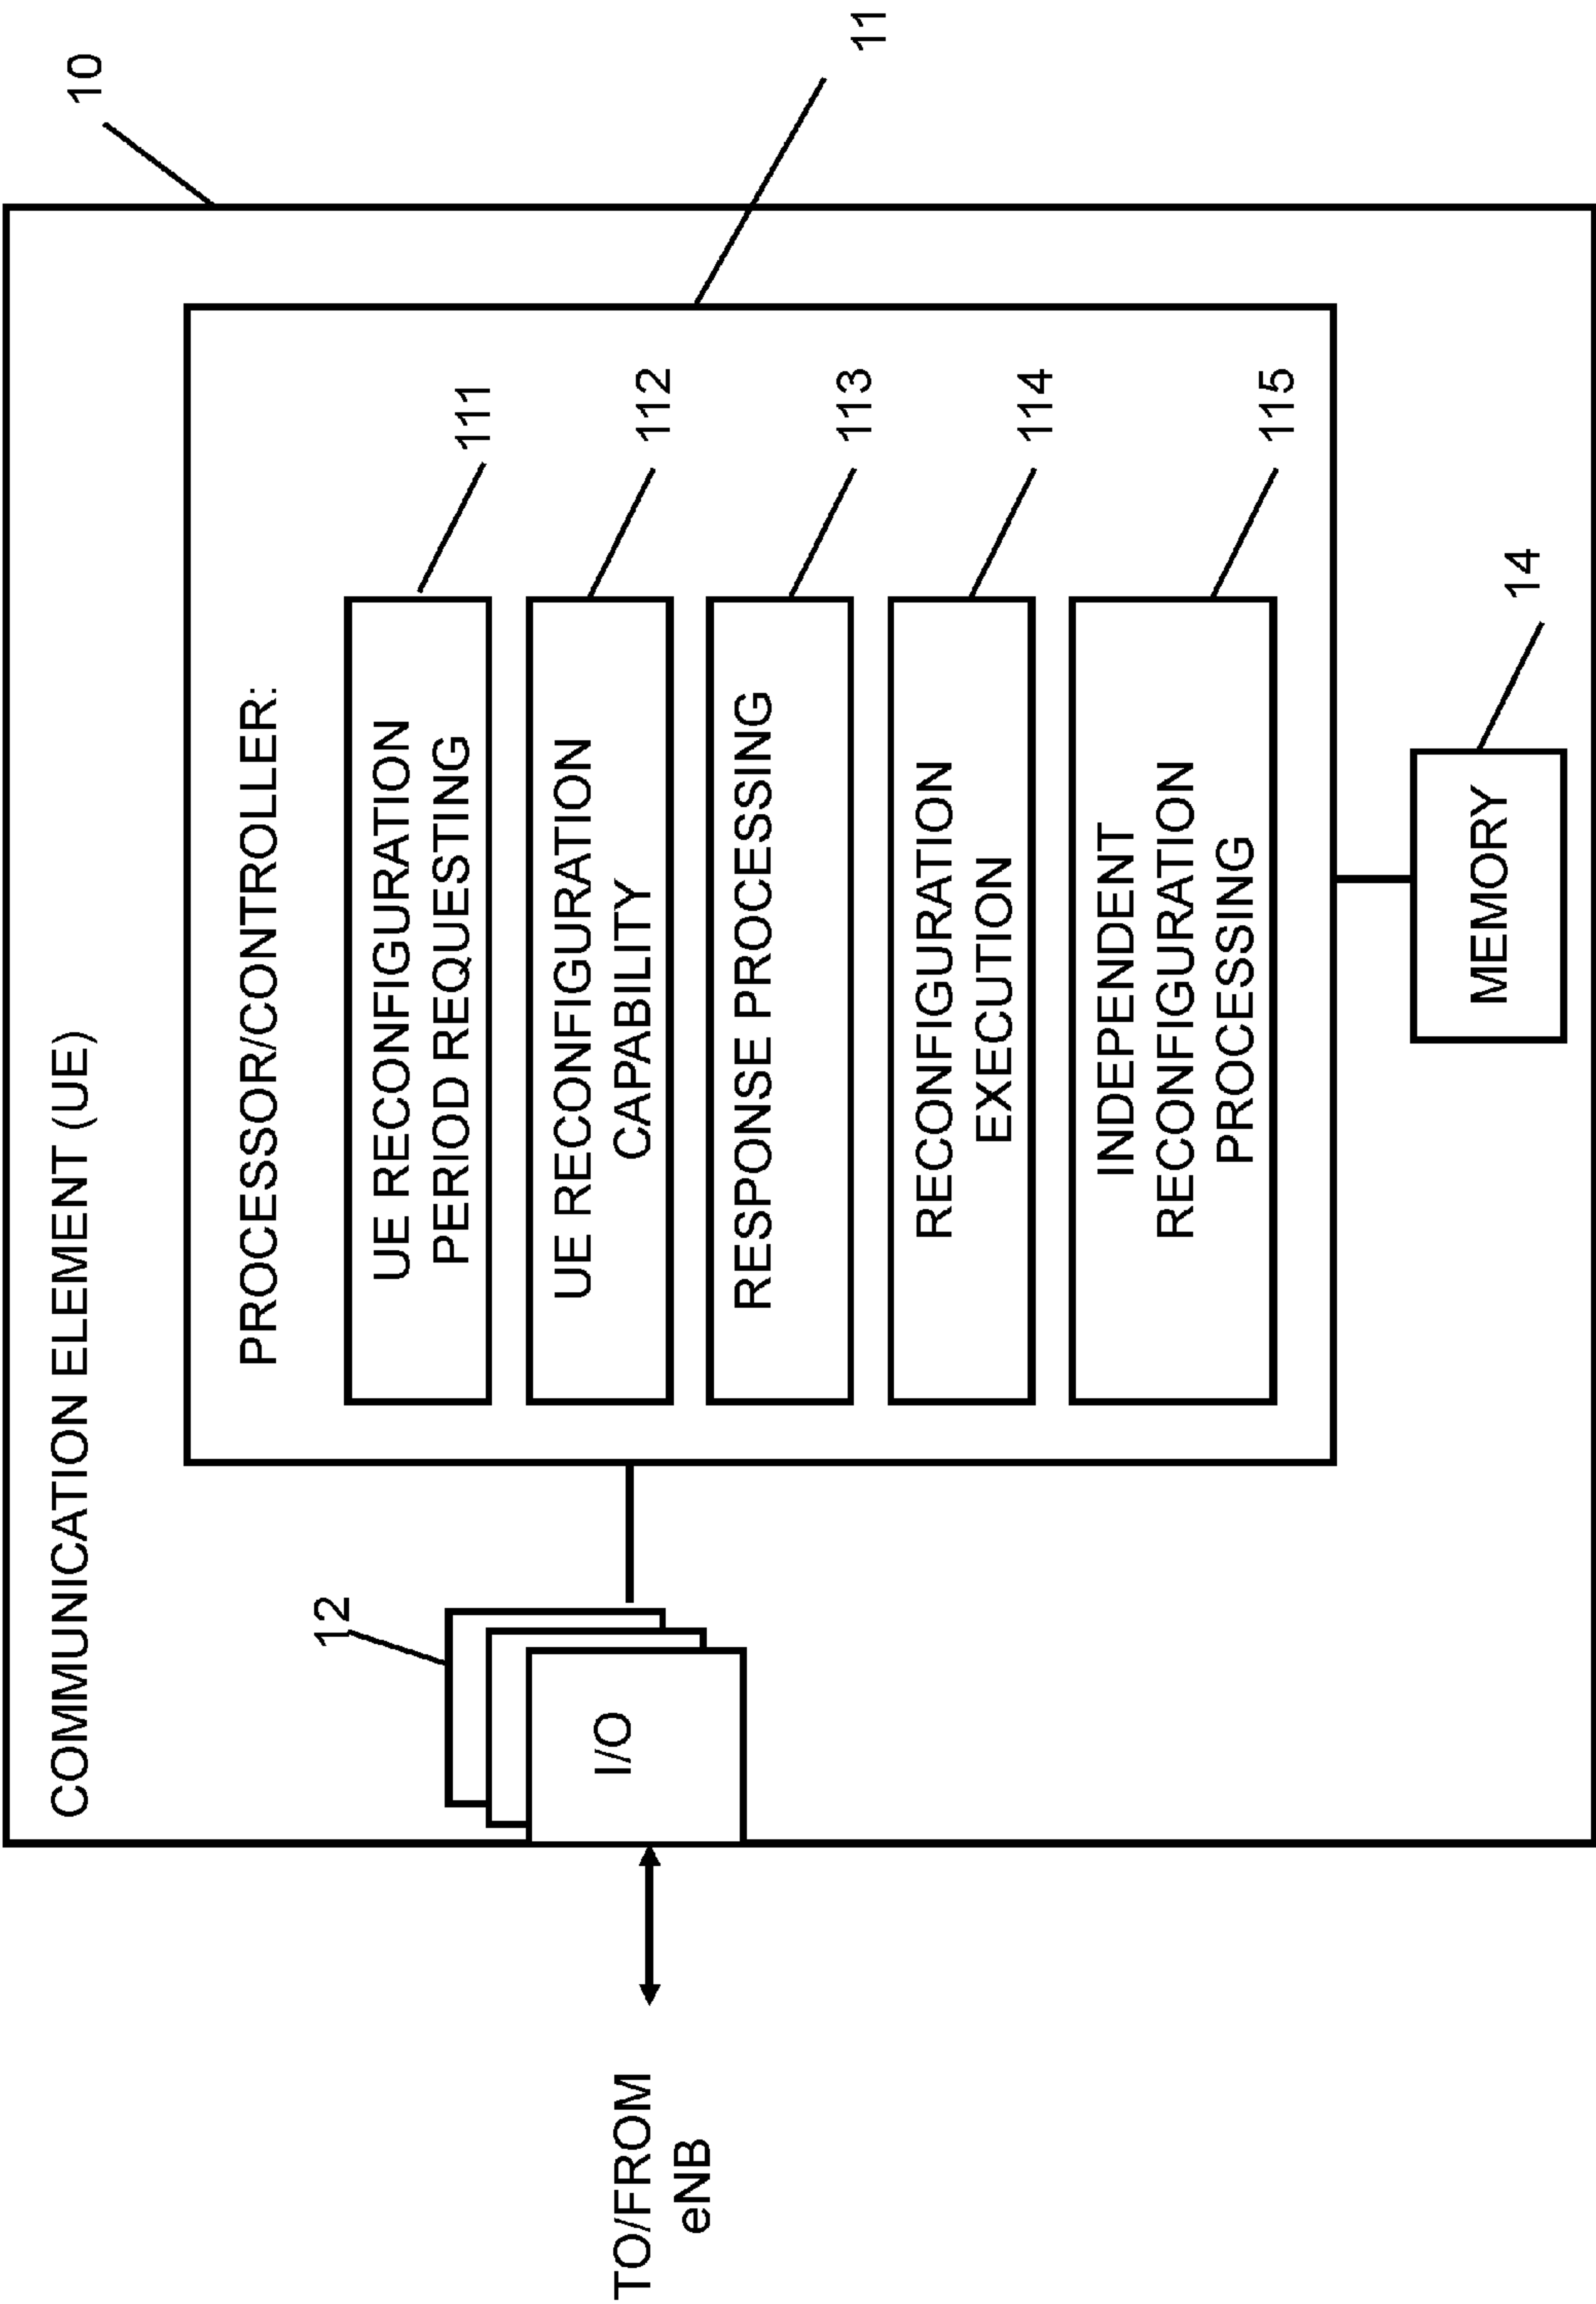 COMMUNICATION ELEMENT (UE)
10
PROCESSOR/CONTROLLER:
11
UE RECONFIGURATION
PERIOD REQUESTING
111
UE RECONFIGURATION
CAPABILITY
112
RESPONSE PROCESSING
113
RECONFIGURATION
EXECUTION
114
INDEPENDENT
RECONFIGURATION
PROCESSING
115
12
I/O
TO/FROM
eNB
MEMORY
14